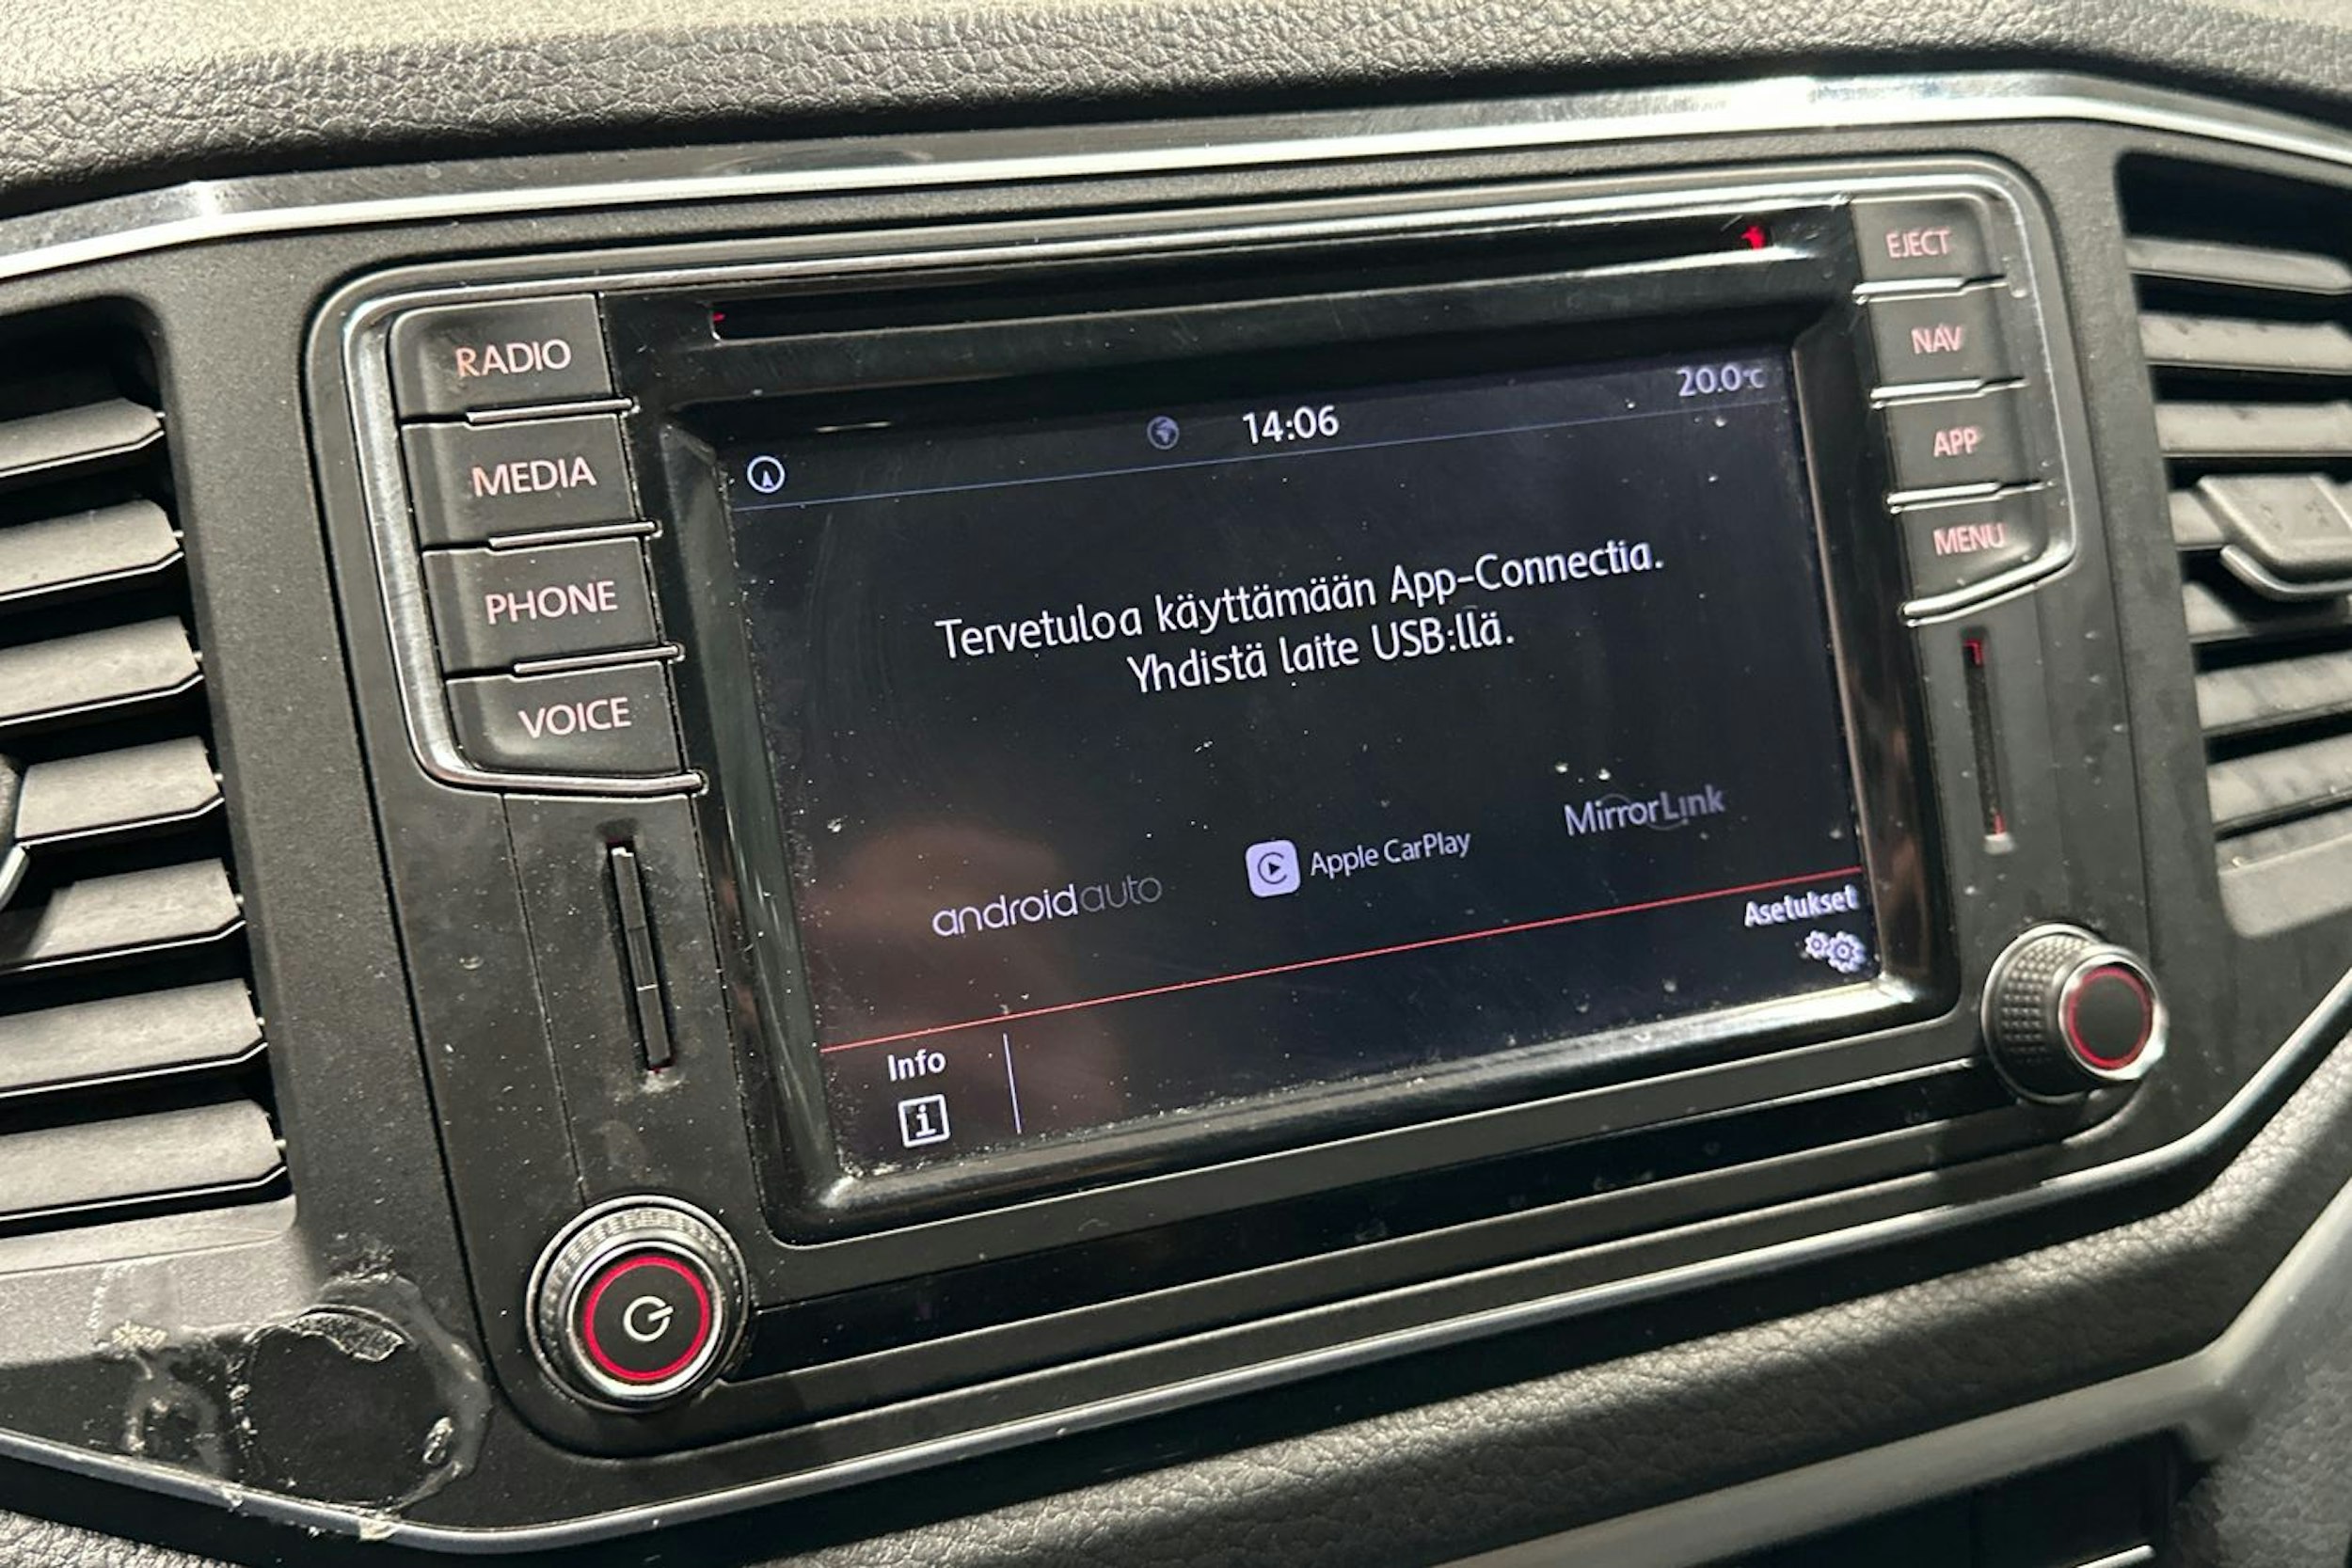 EJECT
RADIO
NAV
MEDIA
APP
PHONE
MENU
VOICE
14:06
20.0°C
Tervetuloa käyttämään App-Connectia.
Yhdistä laite USB:llä.
androidauto
Apple CarPlay
MirrorLink
Info
i
Asetukset